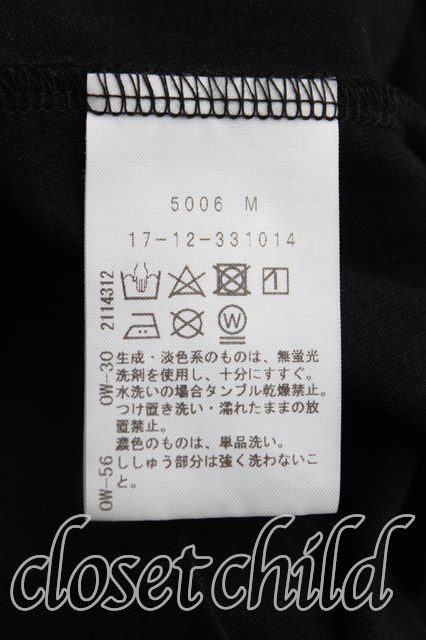 5006 M
17-12-331014
2114312
OW-30
生成・淡色系のものは、無蛍光
洗剤を使用し、十分にすすぐ。
水洗いの場合タンブル乾燥禁止。
つけ置き洗い・濡れたままの放
置禁止。
濃色のものは、単品洗い。
OW-56
ししゅう部分は強く洗わないこ
と。
closet child